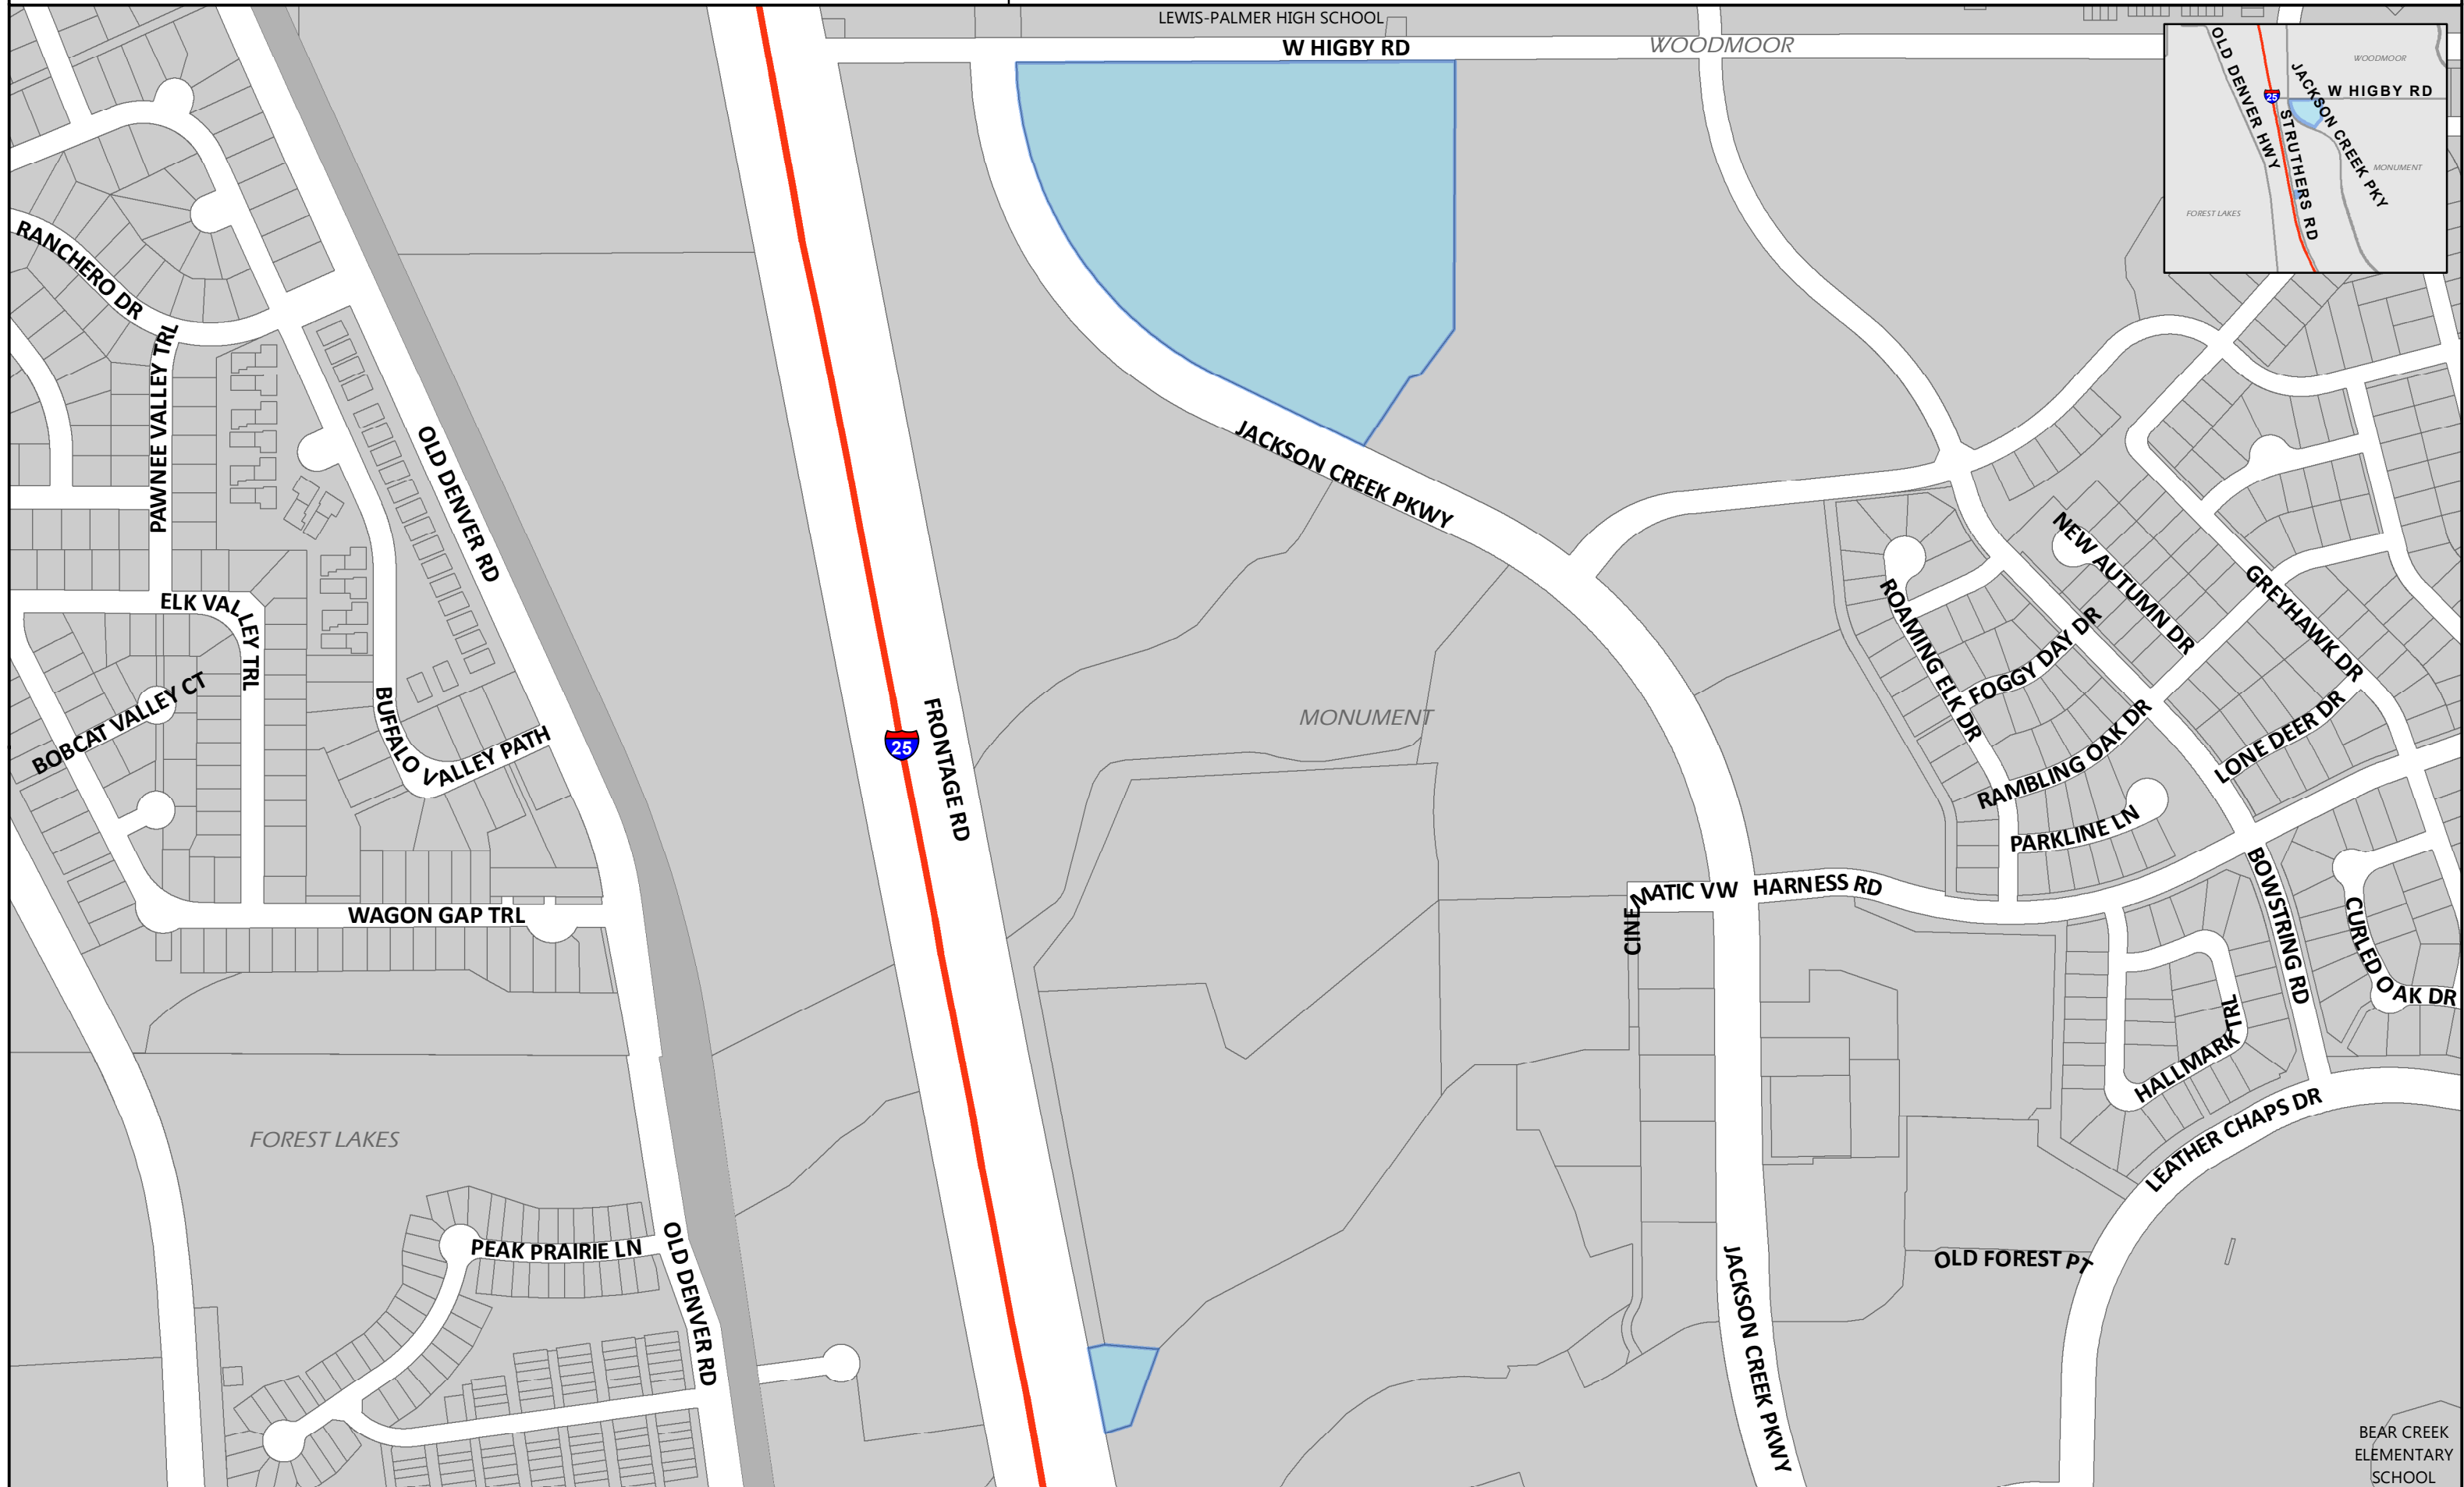 LEWIS-PALMER HIGH SCHOOL
W HIGBY RD
WOODMOOR
OLD DENVER HWY
JACKSON CREEK PKY
WOODMOOR
W HIGBY RD
25
STRUTHERS RD
MONUMENT
FOREST LAKES
RANCHERO DR
PAWNEE VALLEY TRL
OLD DENVER RD
JACKSON CREEK PKWY
NEW AUTUMN DR
GREYHAWK DR
ROAMING ELK DR
FOGGY DAY DR
ELK VALLEY TRL
BOBCAT VALLEY CT
BUFFALO VALLEY PATH
25
FRONTAGE RD
MONUMENT
RAMBLING OAK DR
LONE DEER DR
PARKLINE LN
CINEMATIC VW
HARNESS RD
BOWSTRING RD
CURLED OAK DR
WAGON GAP TRL
HALLMARK TRL
LEATHER CHAPS DR
FOREST LAKES
PEAK PRAIRIE LN
OLD DENVER RD
JACKSON CREEK PKWY
OLD FOREST PT
BEAR CREEK
ELEMENTARY
SCHOOL